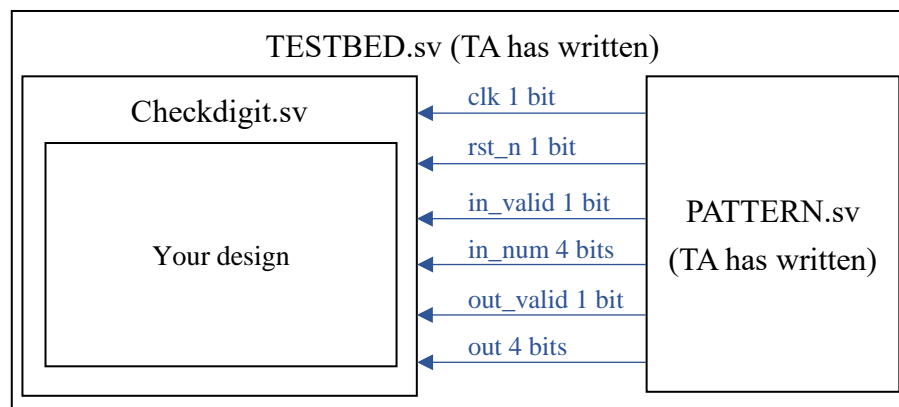 TESTBED.sv (TA has written)
Checkdigit.sv
Your design
clk 1 bit
rst_n 1 bit
in_valid 1 bit
in_num 4 bits
out_valid 1 bit
out 4 bits
PATTERN.sv
(TA has written)